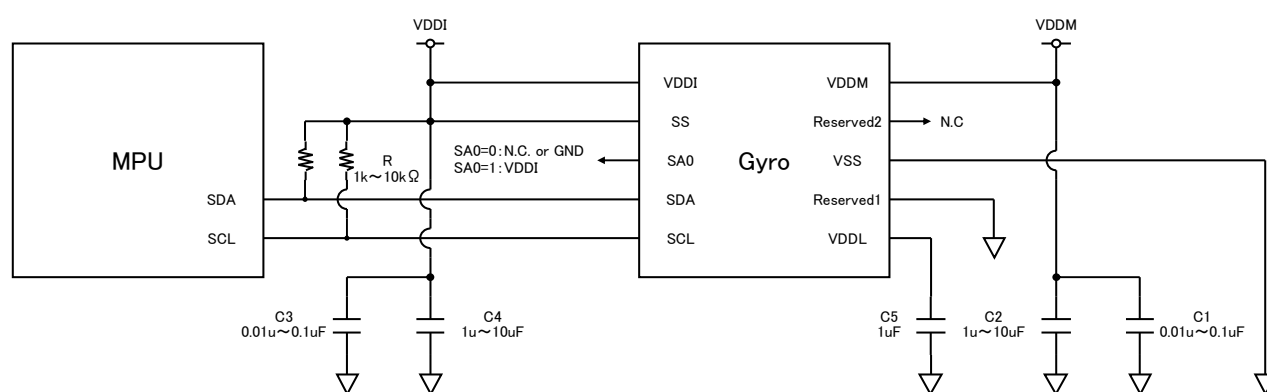 VDDI
VDDM
MPU
SDA
SCL
R
1k～10kΩ
SA0=0：N.C. or GND
SA0=1：VDDI
VDDI
SS
SA0
SDA
SCL
Gyro
VDDM
Reserved2
VSS
Reserved1
VDDL
N.C
C3
0.01u～0.1uF
C4
1u～10uF
C5
1uF
C2
1u～10uF
C1
0.01u～0.1uF